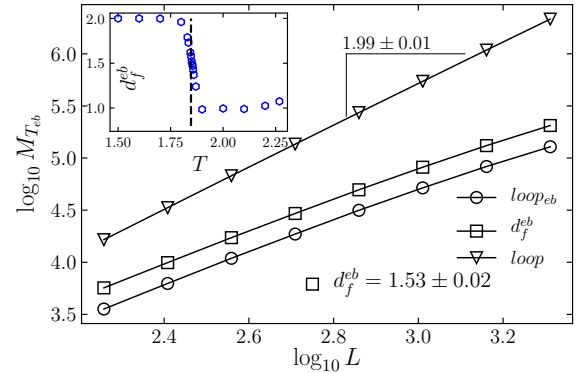 log₁₀ M_{T_{eb}}
6.5
6.0
5.5
5.0
4.5
4.0
3.5
2.4
2.6
2.8
3.0
3.2
log₁₀ L
2.0
1.5
1.0
d_f^{eb}
1.50
1.75
2.00
2.25
T
1.99 ± 0.01
loop_{eb}
d_f^{eb}
loop
d_f^{eb} = 1.53 ± 0.02